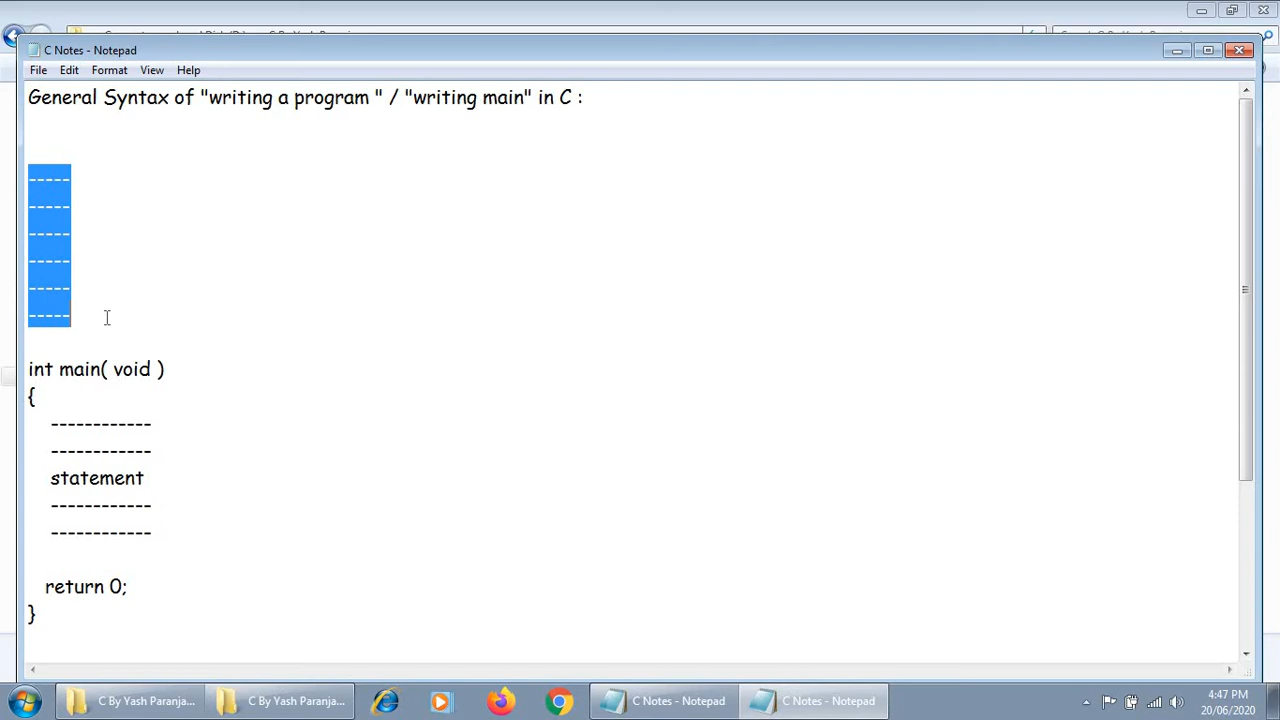 C Notes - Notepad
File Edit Format View Help
General Syntax of "writing a program " / "writing main" in C :
-----
-----
-----
-----
-----
-----
int main( void )
{
------------
------------
statement
------------
------------
return 0;
}
C By Yash Paranja...
C By Yash Paranja...
C Notes - Notepad
C Notes - Notepad
4:47 PM
20/06/2020